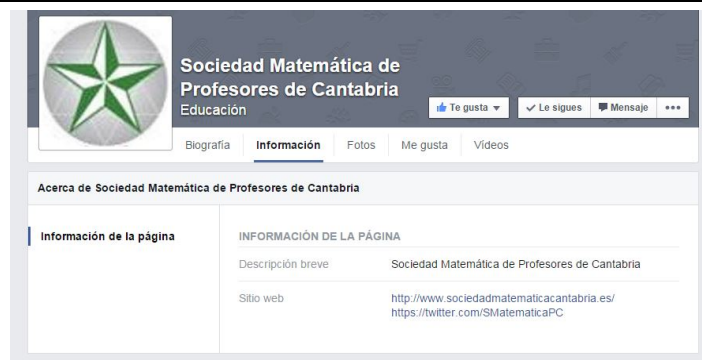 Sociedad Matemática de
Profesores de Cantabria
Educación
Te gusta
Le sigues
Mensaje
Biografía
Información
Fotos
Me gusta
Vídeos
Acerca de Sociedad Matemática de Profesores de Cantabria
Información de la página
INFORMACIÓN DE LA PÁGINA
Descripción breve
Sociedad Matemática de Profesores de Cantabria
Sitio web
http://www.sociedadmatematicacantabria.es/
https://twitter.com/SMatematicaPC